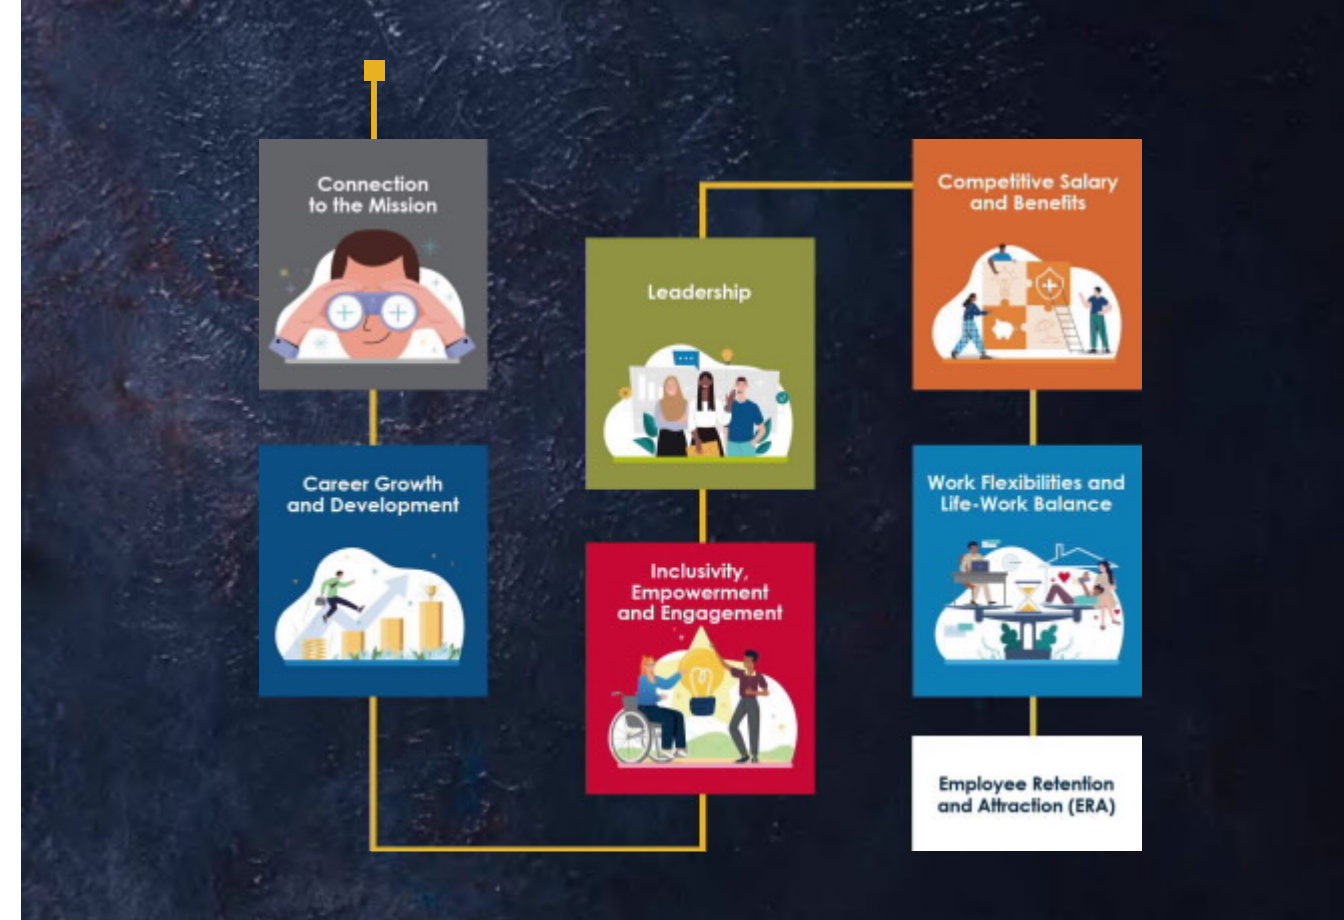 Connection
to the Mission
Career Growth
and Development
Inclusivity,
Empowerment
and Engagement
Leadership
Competitive Salary
and Benefits
Work Flexibilities and
Life-Work Balance
Employee Retention
and Attraction (ERA)